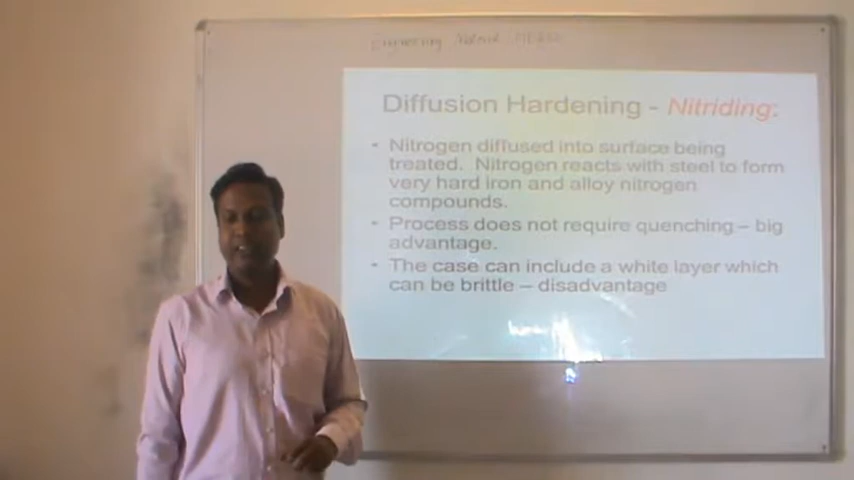 Engineering
Diffusion Hardening - Nitriding:
• Nitrogen diffused into surface being
treated. Nitrogen reacts with steel to form
very hard iron and alloy nitrogen
compounds.
• Process does not require quenching – big
advantage.
• The case can include a white layer which
can be brittle – disadvantage